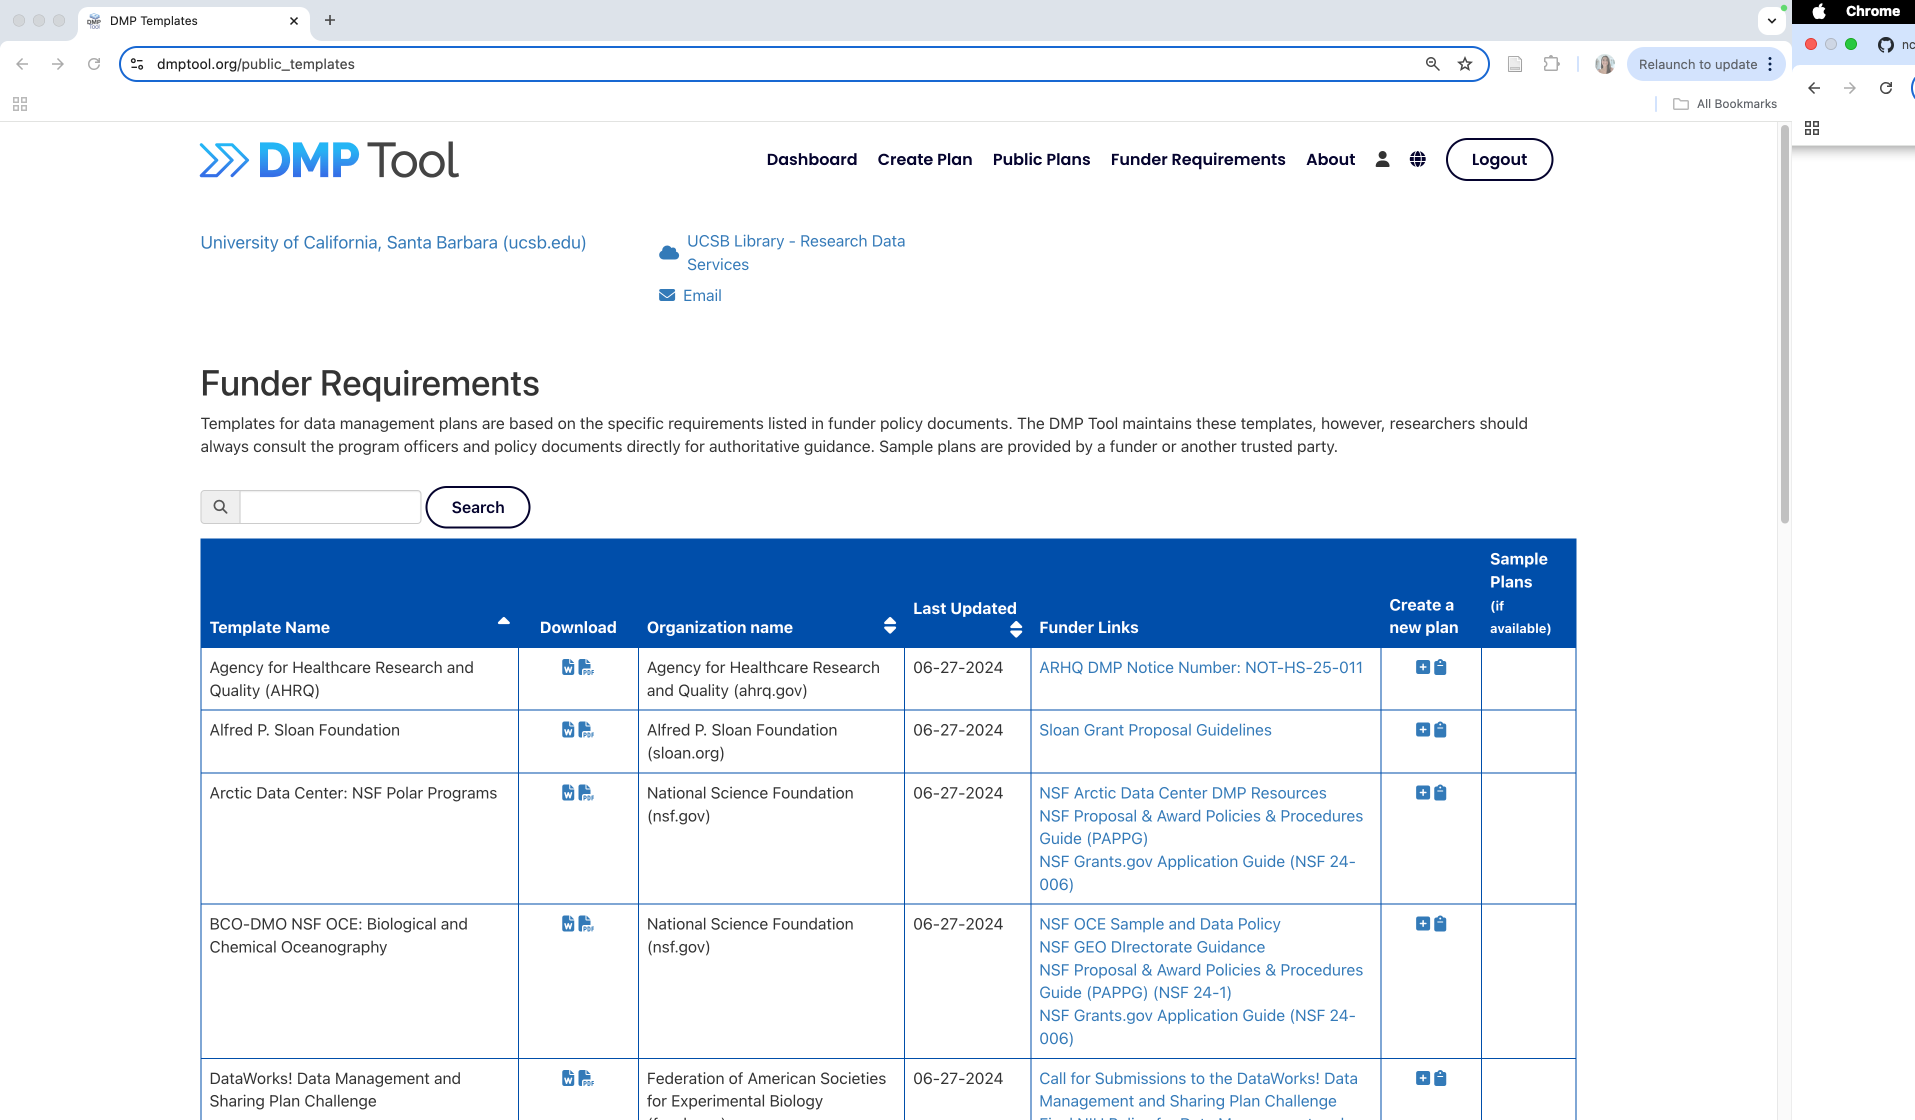 DMP Templates
Chrome
dmptool.org/public_templates
Relaunch to update
nc
All Bookmarks
DMP Tool
Dashboard Create Plan Public Plans Funder Requirements About Logout
University of California, Santa Barbara (ucsb.edu)
UCSB Library - Research Data
Services
Email
Funder Requirements
Templates for data management plans are based on the specific requirements listed in funder policy documents. The DMP Tool maintains these templates, however, researchers should
always consult the program officers and policy documents directly for authoritative guidance. Sample plans are provided by a funder or another trusted party.
Search
Template Name
Download
Organization name
Last Updated
Funder Links
Create a
new plan
Sample
Plans
(if
available)
Agency for Healthcare Research and
Quality (AHRQ)
Agency for Healthcare Research
and Quality (ahrq.gov)
06-27-2024
ARHQ DMP Notice Number: NOT-HS-25-011
Alfred P. Sloan Foundation
Alfred P. Sloan Foundation
(sloan.org)
06-27-2024
Sloan Grant Proposal Guidelines
Arctic Data Center: NSF Polar Programs
National Science Foundation
(nsf.gov)
06-27-2024
NSF Arctic Data Center DMP Resources
NSF Proposal & Award Policies & Procedures
Guide (PAPPG)
NSF Grants.gov Application Guide (NSF 24-
006)
BCO-DMO NSF OCE: Biological and
Chemical Oceanography
National Science Foundation
(nsf.gov)
06-27-2024
NSF OCE Sample and Data Policy
NSF GEO DIrectorate Guidance
NSF Proposal & Award Policies & Procedures
Guide (PAPPG) (NSF 24-1)
NSF Grants.gov Application Guide (NSF 24-
006)
DataWorks! Data Management and
Sharing Plan Challenge
Federation of American Societies
for Experimental Biology
06-27-2024
Call for Submissions to the DataWorks! Data
Management and Sharing Plan Challenge